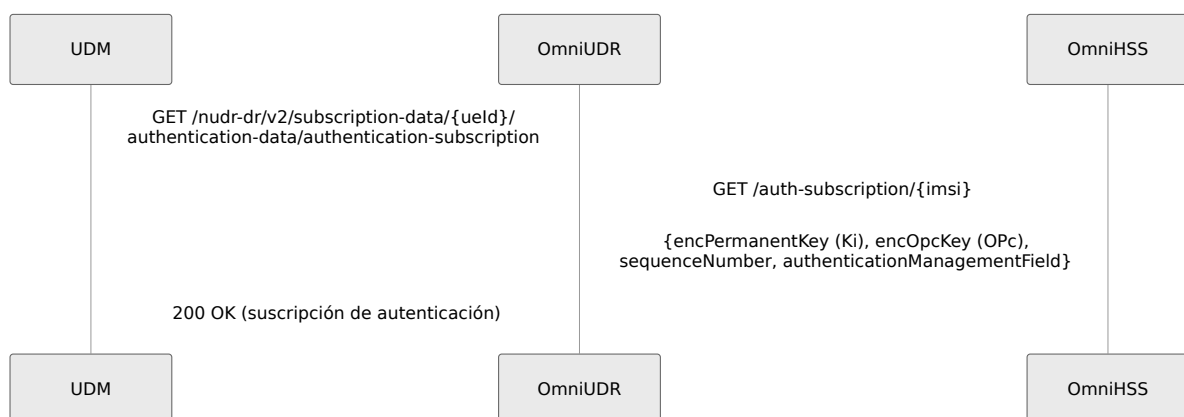 UDM
OmniUDR
OmniHSS
GET /nudr-dr/v2/subscription-data/{ueId}/
authentication-data/authentication-subscription
GET /auth-subscription/{imsi}
{encPermanentKey (Ki), encOpcKey (OPc),
sequenceNumber, authenticationManagementField}
200 OK (suscripción de autenticación)
UDM
OmniUDR
OmniHSS